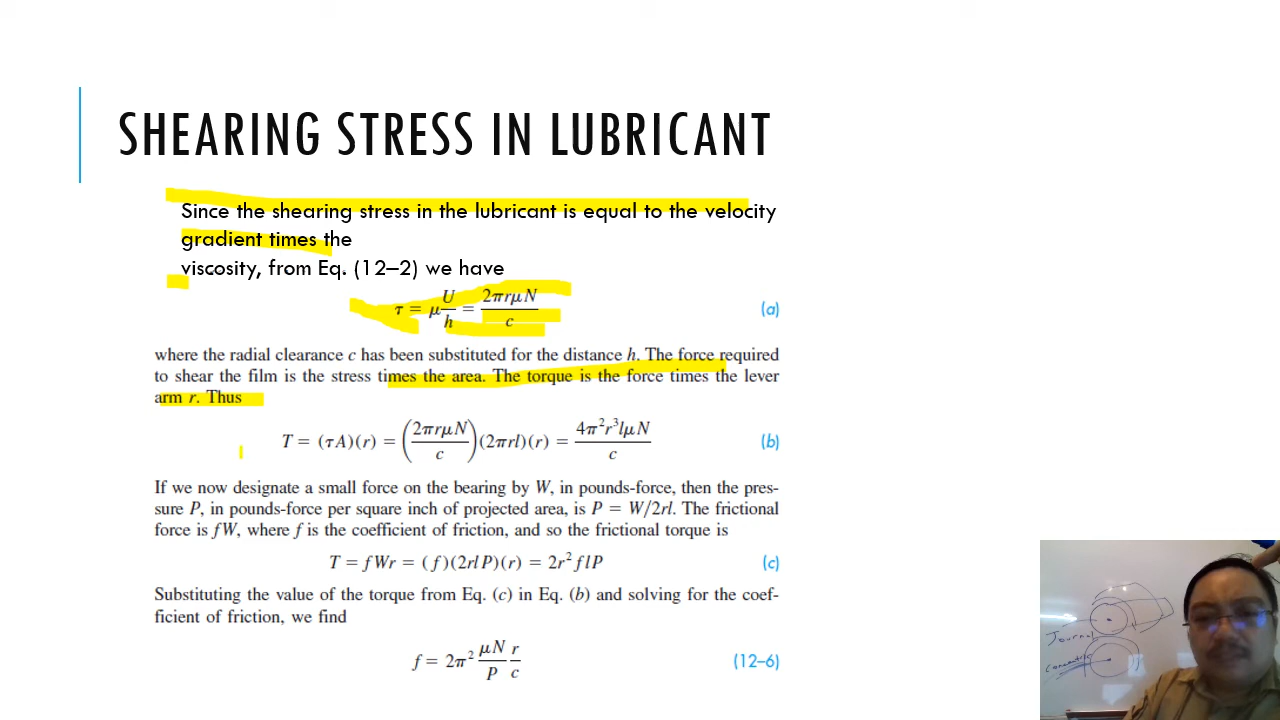 SHEARING STRESS IN LUBRICANT
Since the shearing stress in the lubricant is equal to the velocity
gradient times the
viscosity, from Eq. (12–2) we have
τ = μ U/h = 2πrμN/c (a)
where the radial clearance c has been substituted for the distance h. The force required
to shear the film is the stress times the area. The torque is the force times the lever
arm r. Thus
T = (τA)(r) = (2πrμN/c)(2πrl)(r) = 4π²r³lμN/c (b)
If we now designate a small force on the bearing by W, in pounds-force, then the pres-
sure P, in pounds-force per square inch of projected area, is P = W/2rl. The frictional
force is fW, where f is the coefficient of friction, and so the frictional torque is
T = fWr = (f)(2rlP)(r) = 2r²flP (c)
Substituting the value of the torque from Eq. (c) in Eq. (b) and solving for the coef-
ficient of friction, we find
f = 2π² μN/P r/c (12–6)
Journal